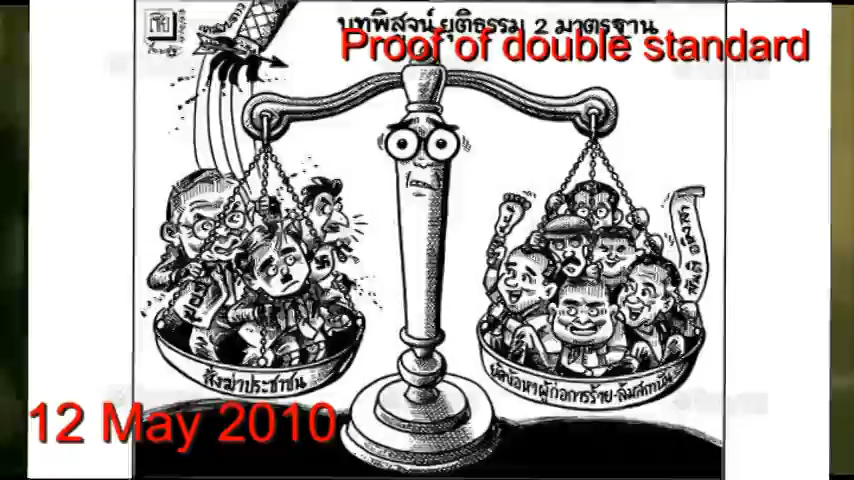 บทพิสูจน์ ยุติธรรม 2 มาตรฐาน
Proof of double standard
สั่งฆ่าประชาชน
ยัดข้อหาผู้ก่อการร้าย-ล้มสถาบัน
12 May 2010